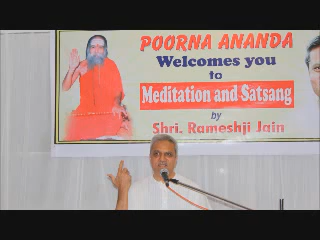 POORNA ANANDA
Welcomes you
to
Meditation and Satsang
by
Shri. Rameshji Jain